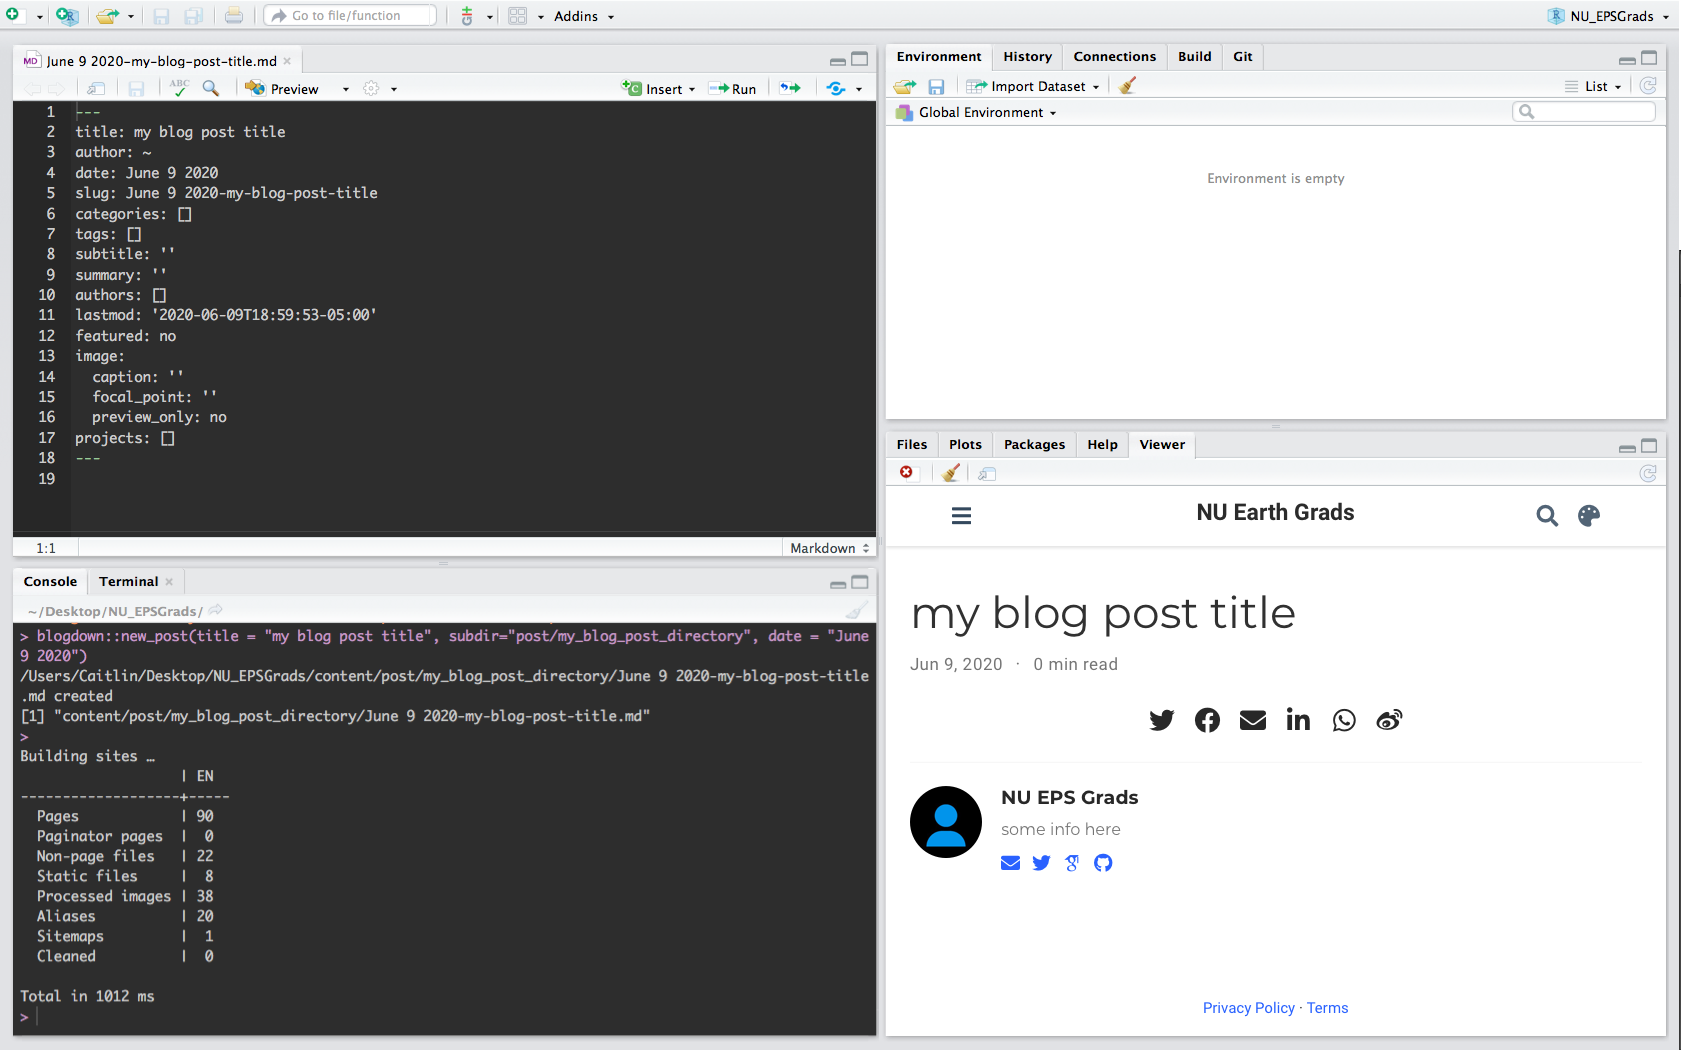 Go to file/function
Addins
NU_EPSGrads
MD June 9 2020-my-blog-post-title.md
ABC
Preview
Insert
Run
1 ---
2 title: my blog post title
3 author: ~
4 date: June 9 2020
5 slug: June 9 2020-my-blog-post-title
6 categories: []
7 tags: []
8 subtitle: ''
9 summary: ''
10 authors: []
11 lastmod: '2020-06-09T18:59:53-05:00'
12 featured: no
13 image:
14   caption: ''
15   focal_point: ''
16   preview_only: no
17 projects: []
18 ---
19
1:1
Markdown
Console Terminal
~/Desktop/NU_EPSGrads/
> blogdown::new_post(title = "my blog post title", subdir="post/my_blog_post_directory", date = "June
9 2020")
/Users/Caitlin/Desktop/NU_EPSGrads/content/post/my_blog_post_directory/June 9 2020-my-blog-post-title
.md created
[1] "content/post/my_blog_post_directory/June 9 2020-my-blog-post-title.md"
>
Building sites …
| EN
-------------------+-----
Pages | 90
Paginator pages | 0
Non-page files | 22
Static files | 8
Processed images | 38
Aliases | 20
Sitemaps | 1
Cleaned | 0
Total in 1012 ms
>
Environment History Connections Build Git
Import Dataset
List
Global Environment
Environment is empty
Files Plots Packages Help Viewer
NU Earth Grads
my blog post title
Jun 9, 2020 · 0 min read
NU EPS Grads
some info here
Privacy Policy · Terms